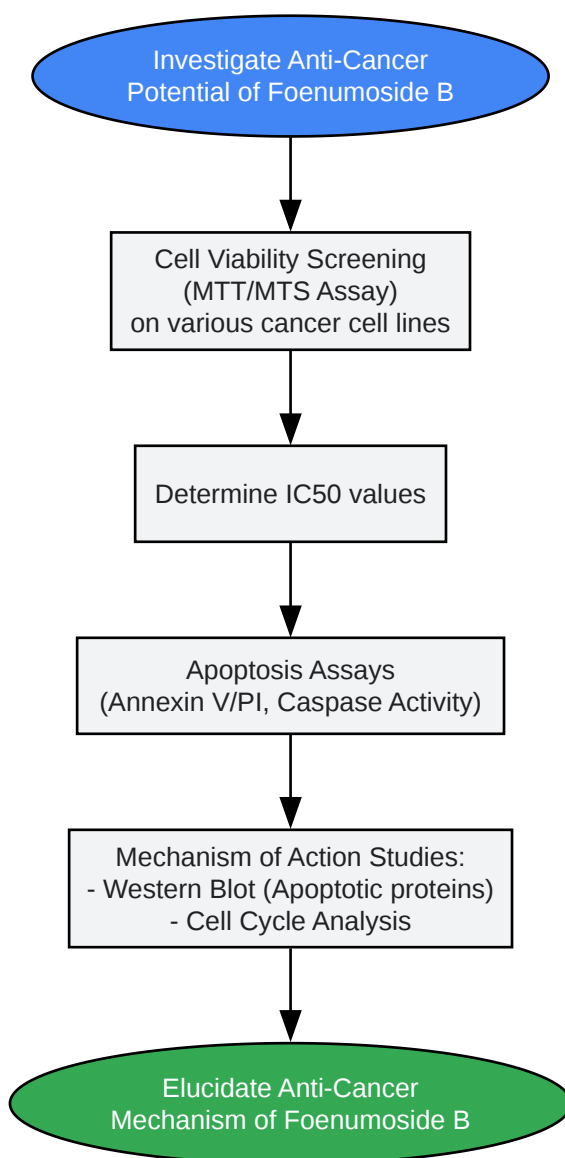 Investigate Anti-Cancer
Potential of Foenumoside B
Cell Viability Screening
(MTT/MTS Assay)
on various cancer cell lines
Determine IC50 values
Apoptosis Assays
(Annexin V/PI, Caspase Activity)
Mechanism of Action Studies:
- Western Blot (Apoptotic proteins)
- Cell Cycle Analysis
Elucidate Anti-Cancer
Mechanism of Foenumoside B